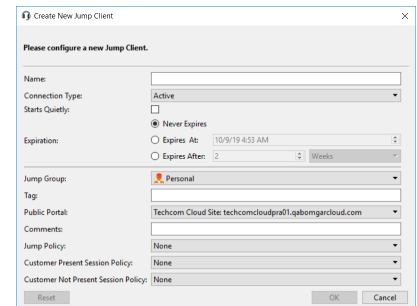 Create New Jump Client
Please configure a new Jump Client.
Name:
Connection Type: Active
Starts Quietly:
Never Expires
Expiration: Expires At: 10/9/19 4:53 AM
Expires After: 2 Weeks
Jump Group: Personal
Tag:
Public Portal: Techcom Cloud Site: techcomcloudpra01.qabomgarcloud.com
Comments:
Jump Policy: None
Customer Present Session Policy: None
Customer Not Present Session Policy: None
Reset OK Cancel